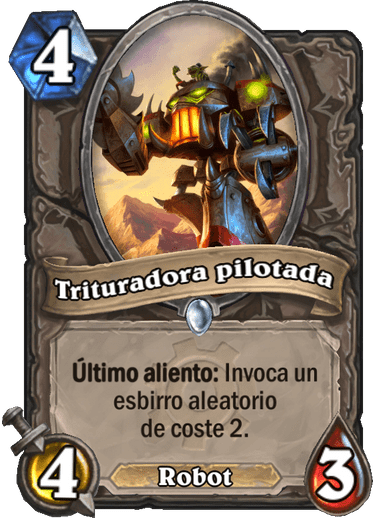 4
Trituradora pilotada
Último aliento: Invoca un
esbirro aleatorio
de coste 2.
4
Robot
3